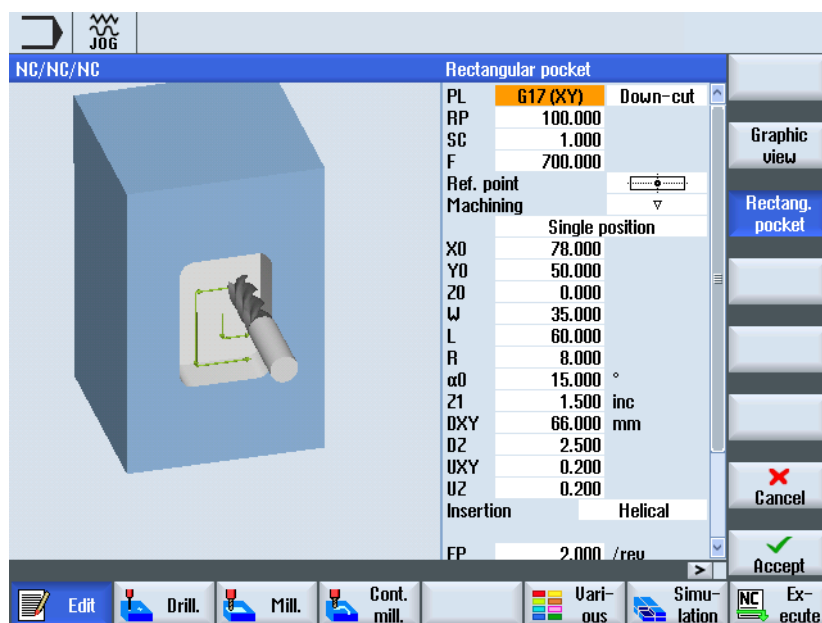 JOG
NC/NC/NC
Rectangular pocket
PL G17 (XY) Down-cut
RP 100.000
SC 1.000
F 700.000
Ref. point
Machining ▽
Single position
X0 78.000
Y0 50.000
Z0 0.000
W 35.000
L 60.000
R 8.000
α0 15.000 °
Z1 1.500 inc
DXY 66.000 mm
DZ 2.500
UXY 0.200
UZ 0.200
Insertion Helical
EP 2.000 /rev
Graphic
view
Rectang.
pocket
Cancel
Accept
>
Edit
Drill.
Mill.
Cont.
mill.
Vari-
ous
Simu-
lation
NC
Ex-
ecute